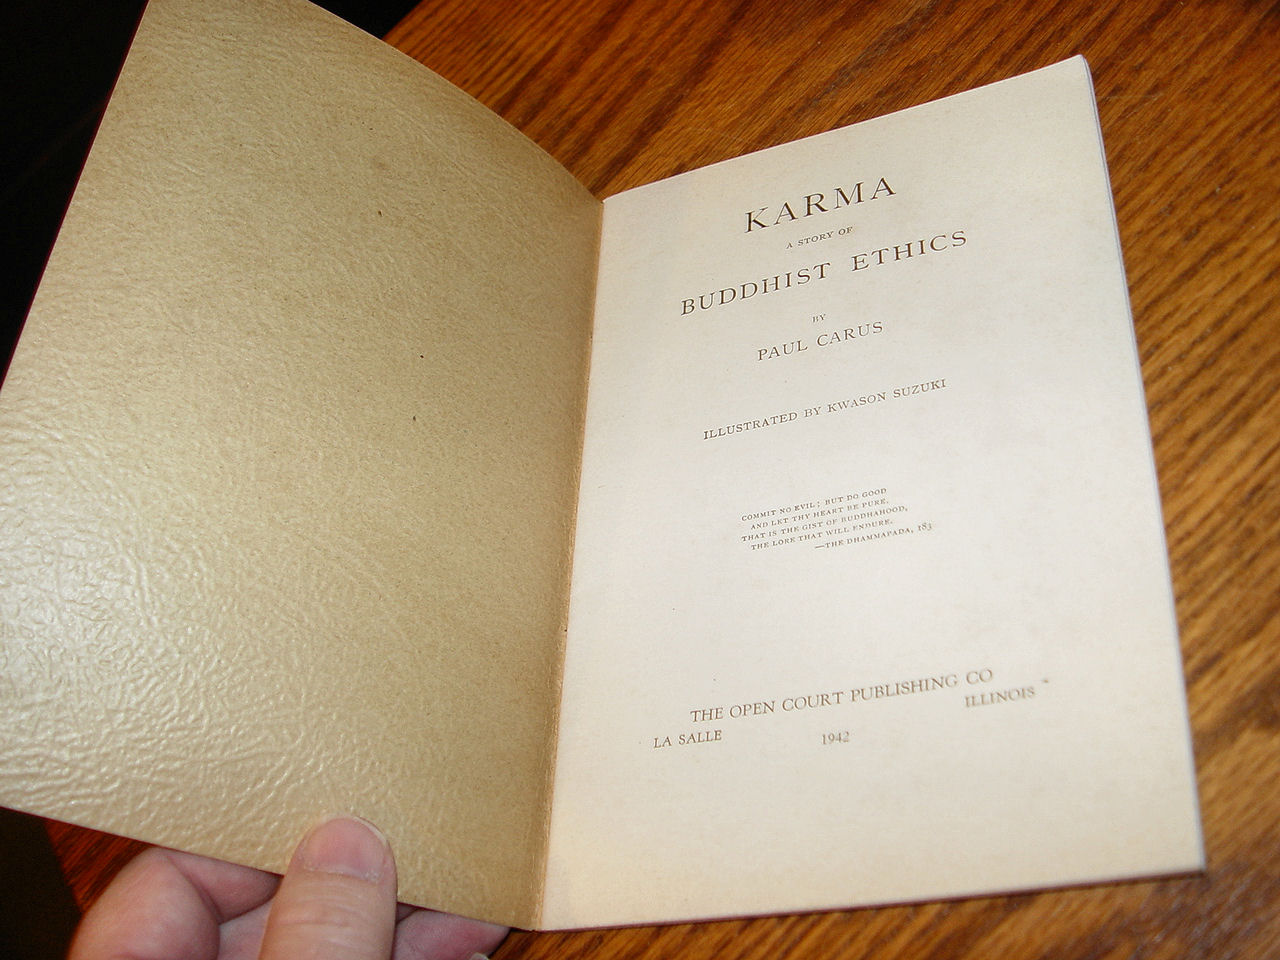 KARMA
A STORY OF
BUDDHIST ETHICS
BY
PAUL CARUS
ILLUSTRATED BY KWASON SUZUKI
COMMIT NO EVIL; BUT DO GOOD
AND LET THY HEART BE PURE.
THAT IS THE GIST OF BUDDHAHOOD,
THE LORE THAT WILL ENDURE.
—THE DHAMMAPADA, 183
THE OPEN COURT PUBLISHING CO
LA SALLE 1942 ILLINOIS